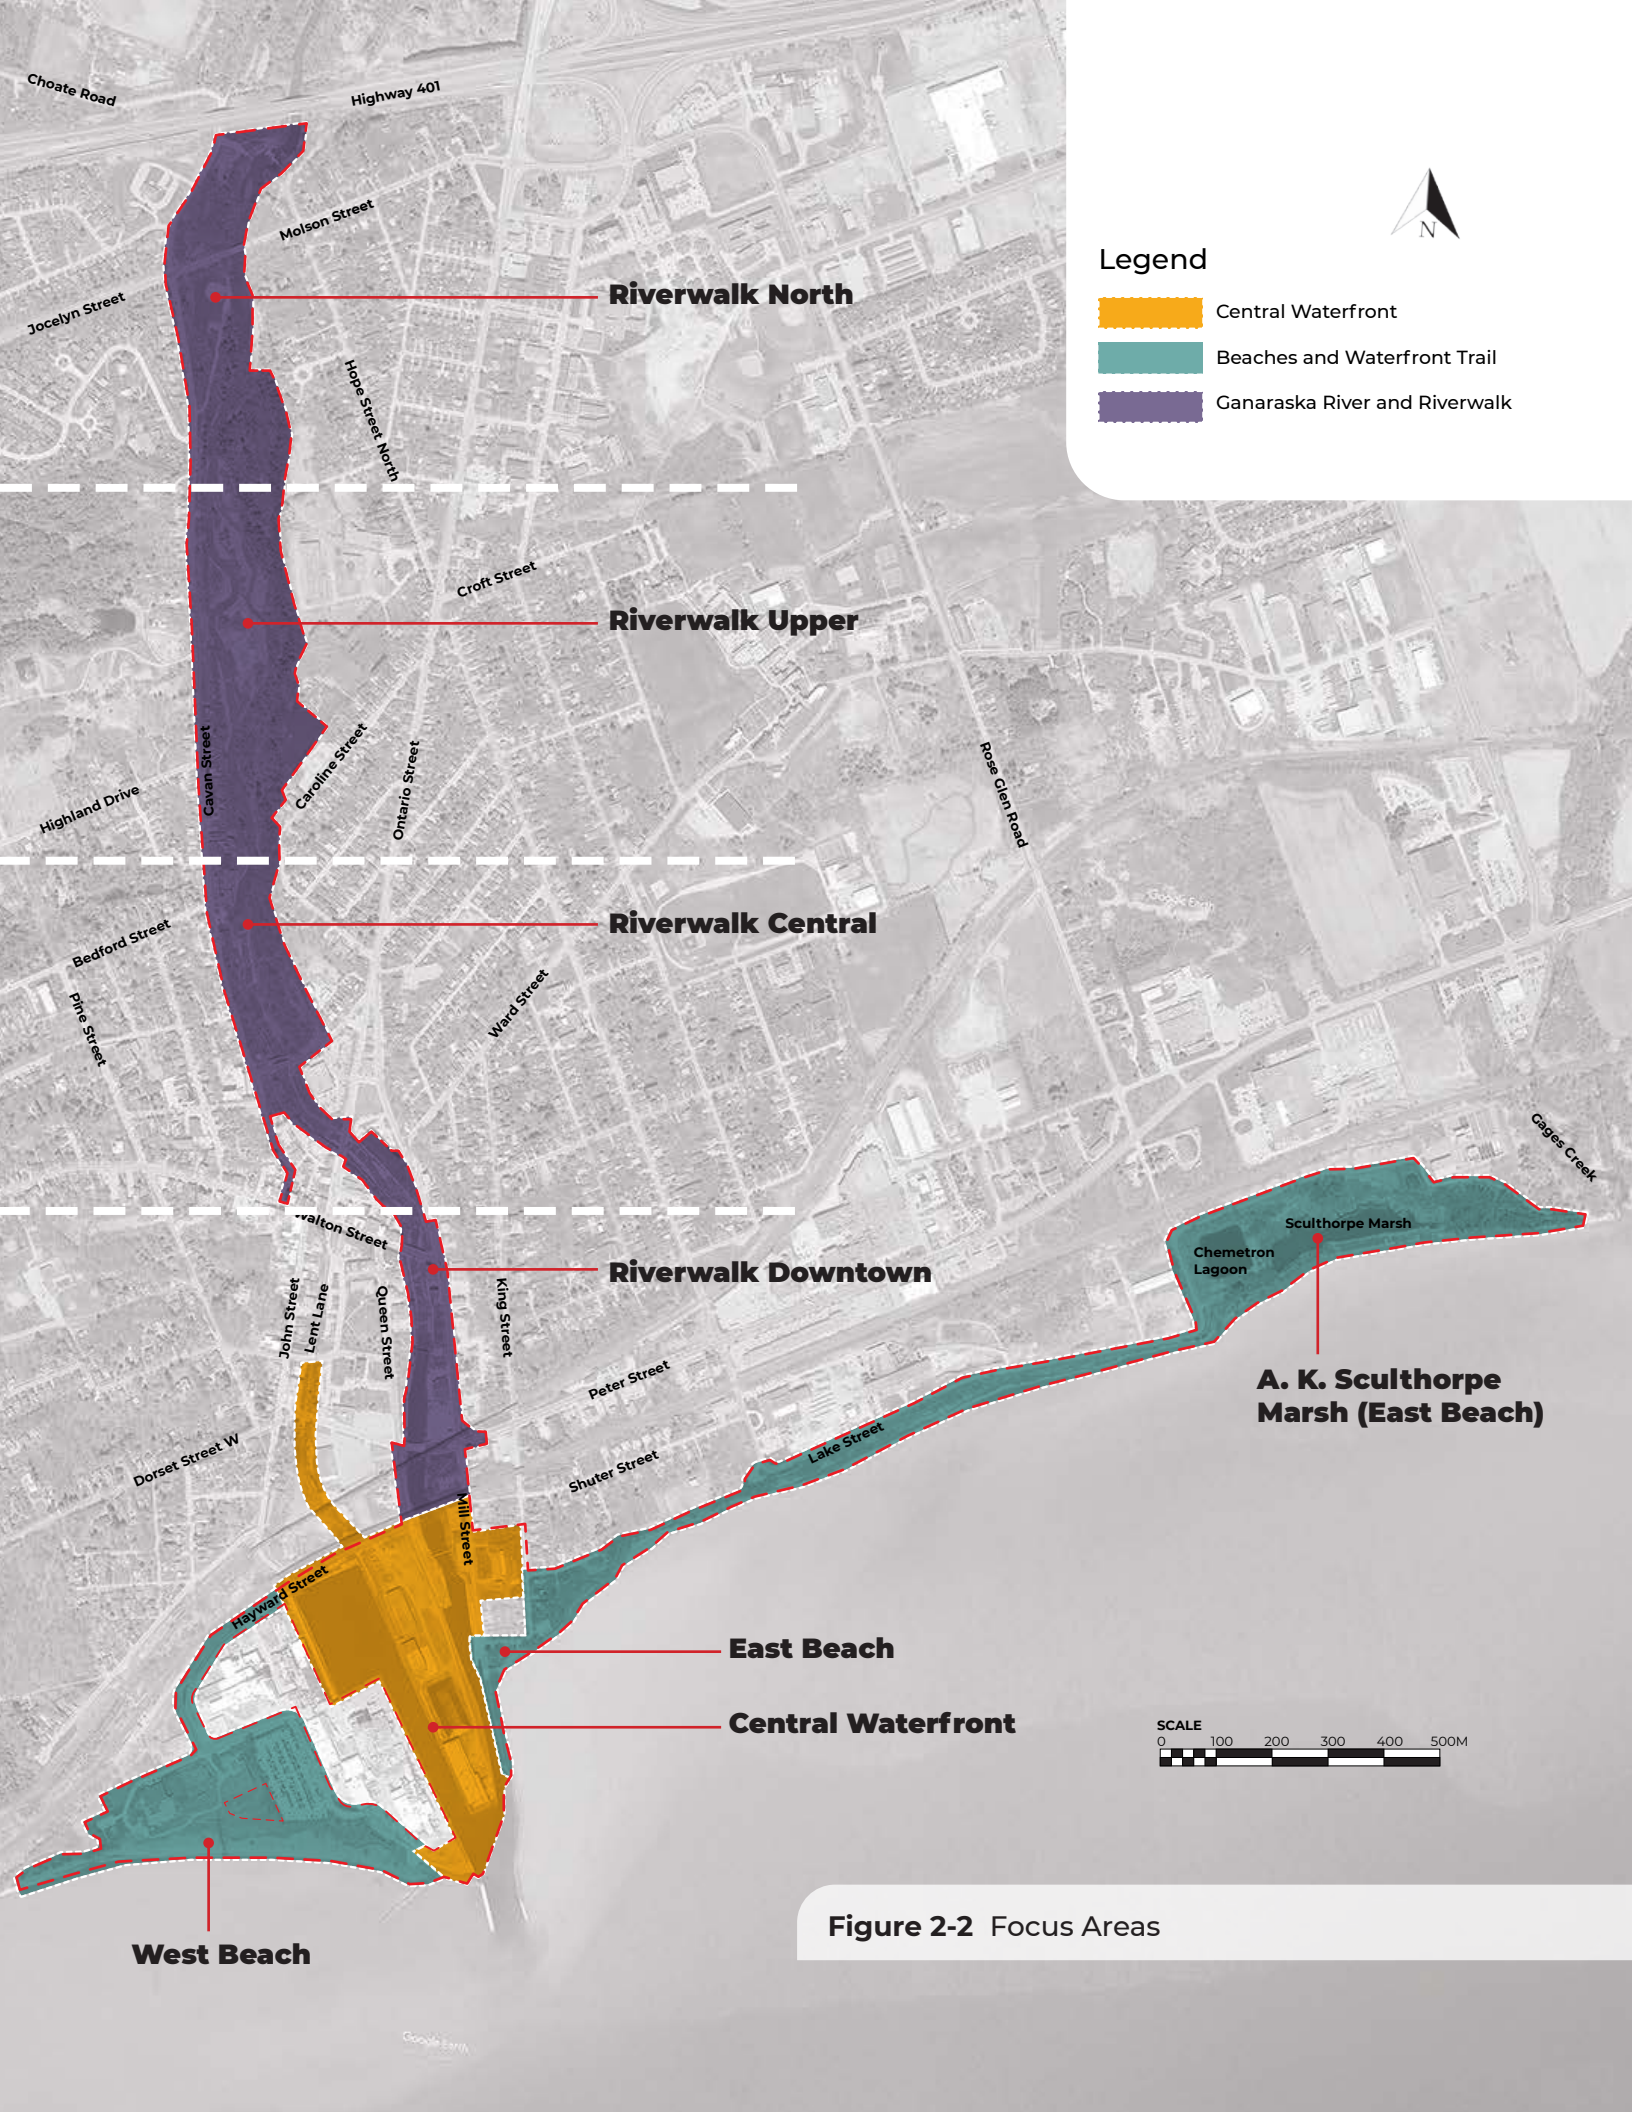 Choate Road
Highway 401
Molson Street
Jocelyn Street
Riverwalk North
Hope Street North
N
Legend
Central Waterfront
Beaches and Waterfront Trail
Ganaraska River and Riverwalk
Croft Street
Riverwalk Upper
Cavan Street
Caroline Street
Ontario Street
Highland Drive
Rose Glen Road
Google Earth
Bedford Street
Riverwalk Central
Pine Street
Ward Street
Gages Creek
Walton Street
Sculthorpe Marsh
Chemetron
Lagoon
Riverwalk Downtown
John Street
Lent Lane
Queen Street
King Street
Peter Street
A. K. Sculthorpe
Marsh (East Beach)
Dorset Street W
Lake Street
Shuter Street
Mill Street
Hayward Street
East Beach
Central Waterfront
SCALE
0 100 200 300 400 500M
West Beach
Figure 2-2 Focus Areas
Google Earth